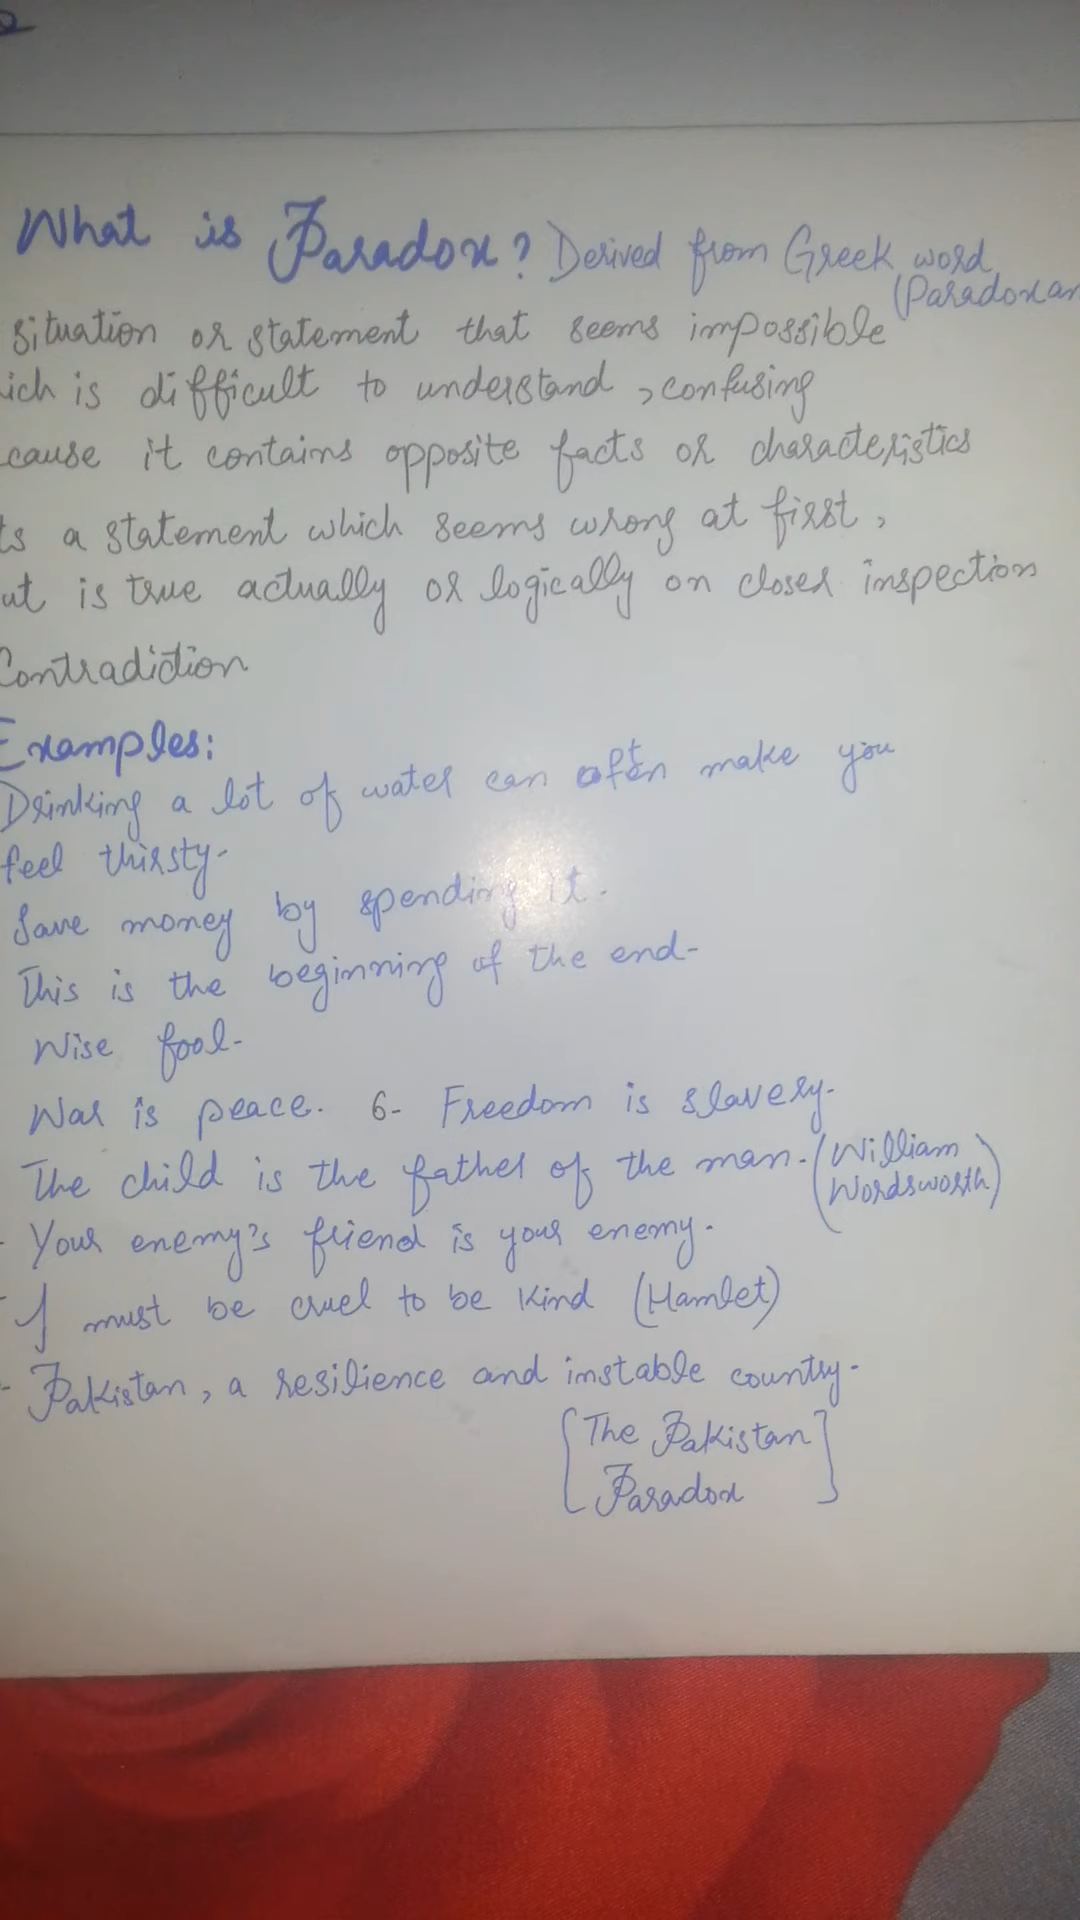 What is Paradox? Derived from Greek word
(Paradoxan
situation or statement that seems impossible
ich is difficult to understand, confusing
cause it contains opposite facts or characteristics
ts a statement which seems wrong at first,
ut is true actually or logically on closer inspection
Contradiction
Examples:
Drinking a lot of water can often make you
feel thirsty-
Save money by spending it.
This is the beginning of the end-
Wise fool-
War is peace. 6- Freedom is slavery-
The child is the father of the man- (William
Wordsworth)
- Your enemy's friend is your enemy.
- I must be cruel to be kind (Hamlet)
- Pakistan, a resilience and instable country-
[The Pakistan
Paradox]